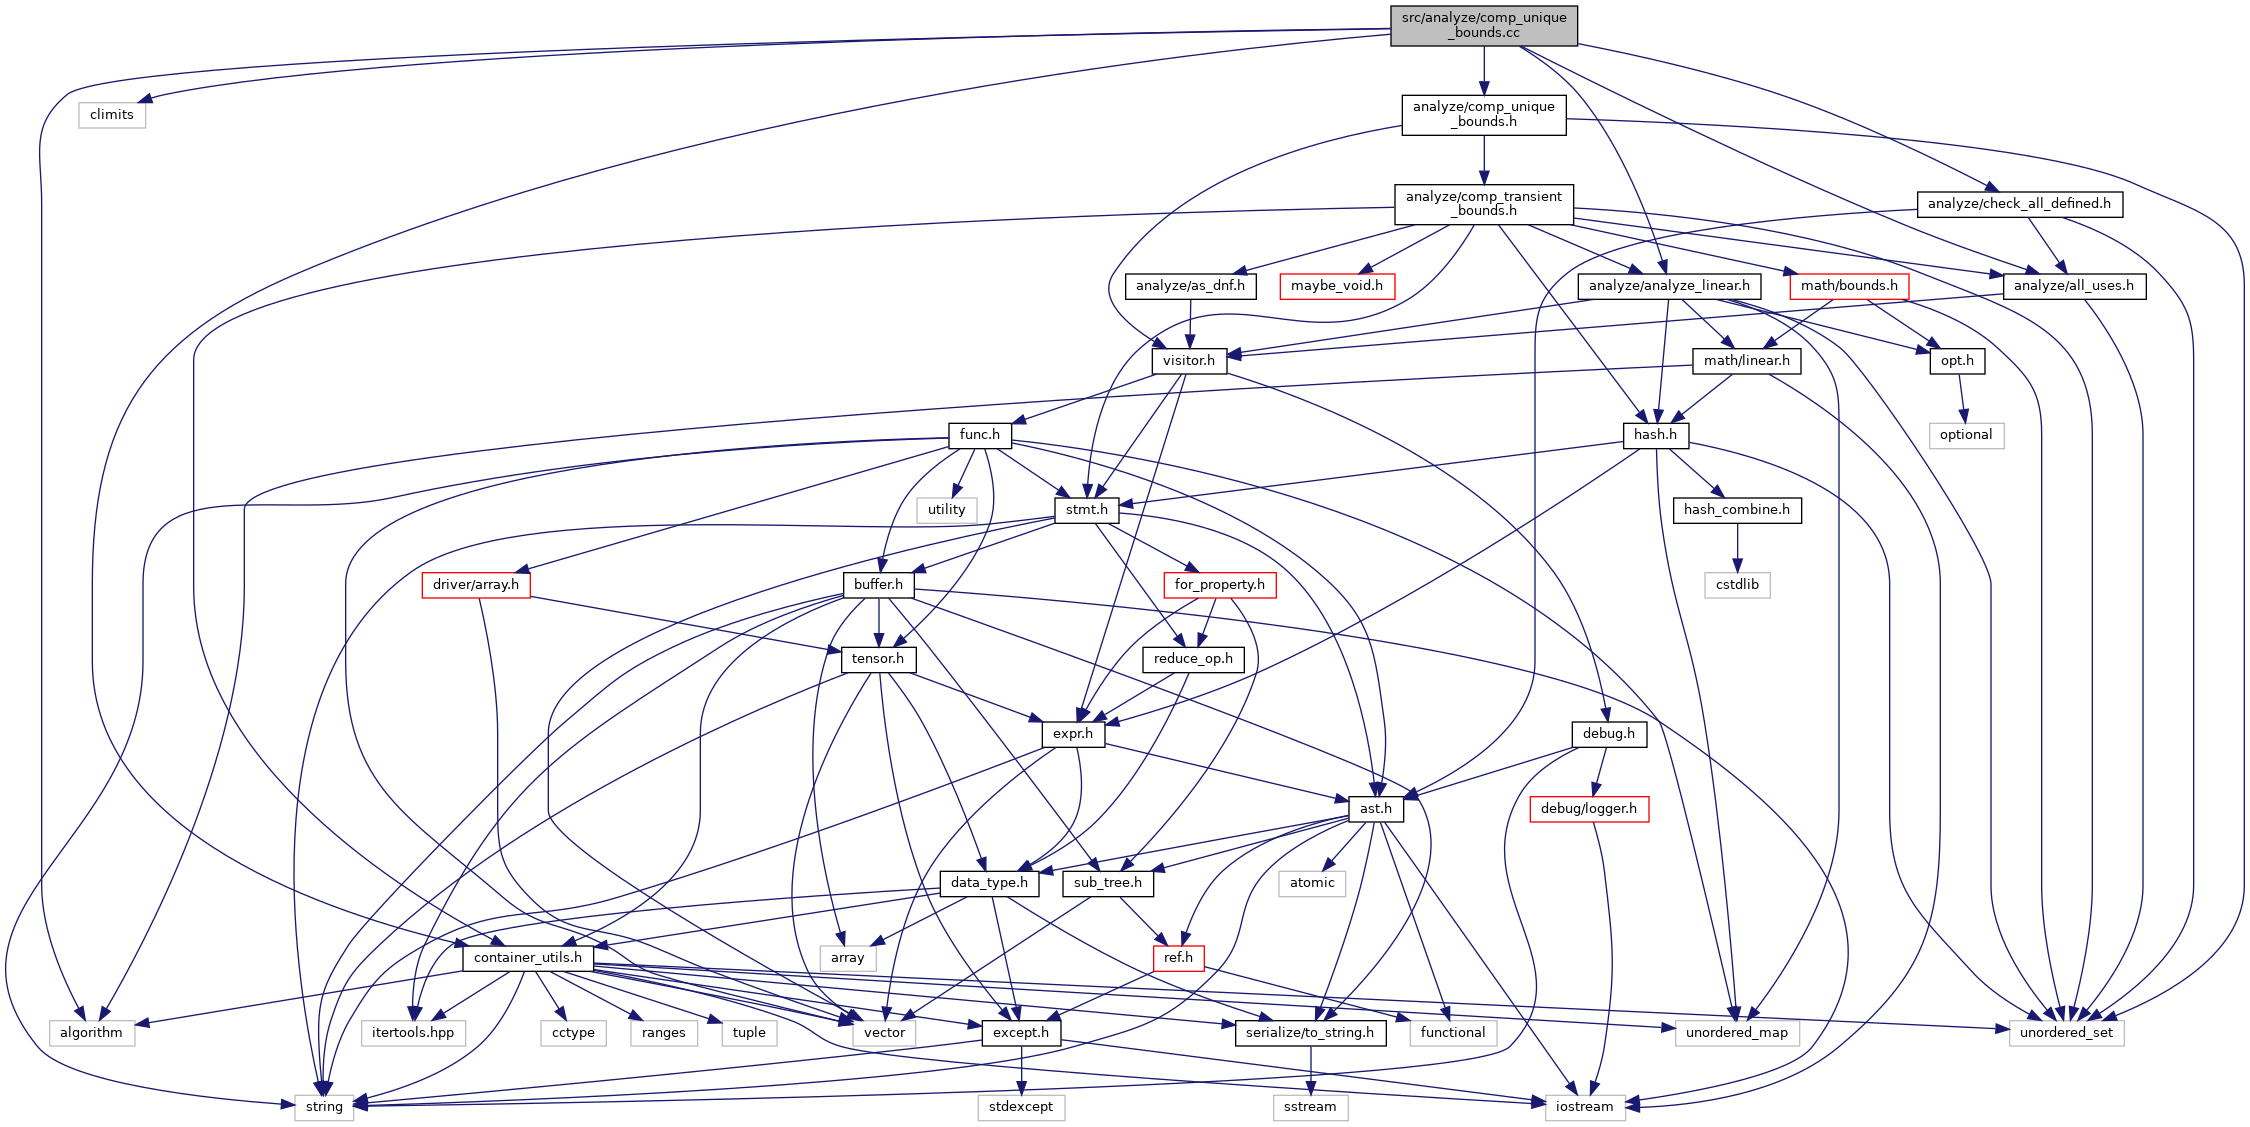 src/analyze/comp_unique
_bounds.cc
climits
analyze/comp_unique
_bounds.h
analyze/comp_transient
_bounds.h
analyze/check_all_defined.h
analyze/as_dnf.h
maybe_void.h
analyze/analyze_linear.h
math/bounds.h
analyze/all_uses.h
visitor.h
math/linear.h
opt.h
func.h
hash.h
optional
utility
stmt.h
hash_combine.h
driver/array.h
buffer.h
for_property.h
cstdlib
tensor.h
reduce_op.h
expr.h
debug.h
ast.h
debug/logger.h
data_type.h
sub_tree.h
atomic
container_utils.h
array
ref.h
algorithm
itertools.hpp
cctype
ranges
tuple
vector
except.h
serialize/to_string.h
functional
unordered_map
unordered_set
string
stdexcept
sstream
iostream